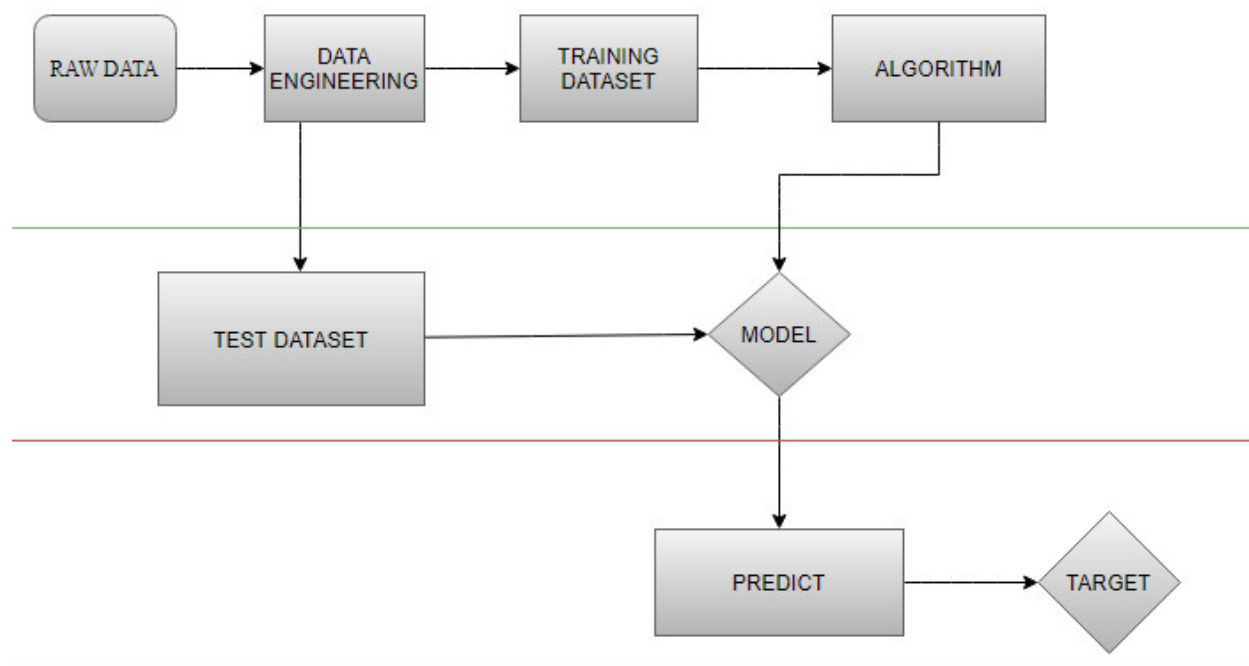 RAW DATA
DATA
ENGINEERING
TRAINING
DATASET
ALGORITHM
TEST DATASET
MODEL
PREDICT
TARGET